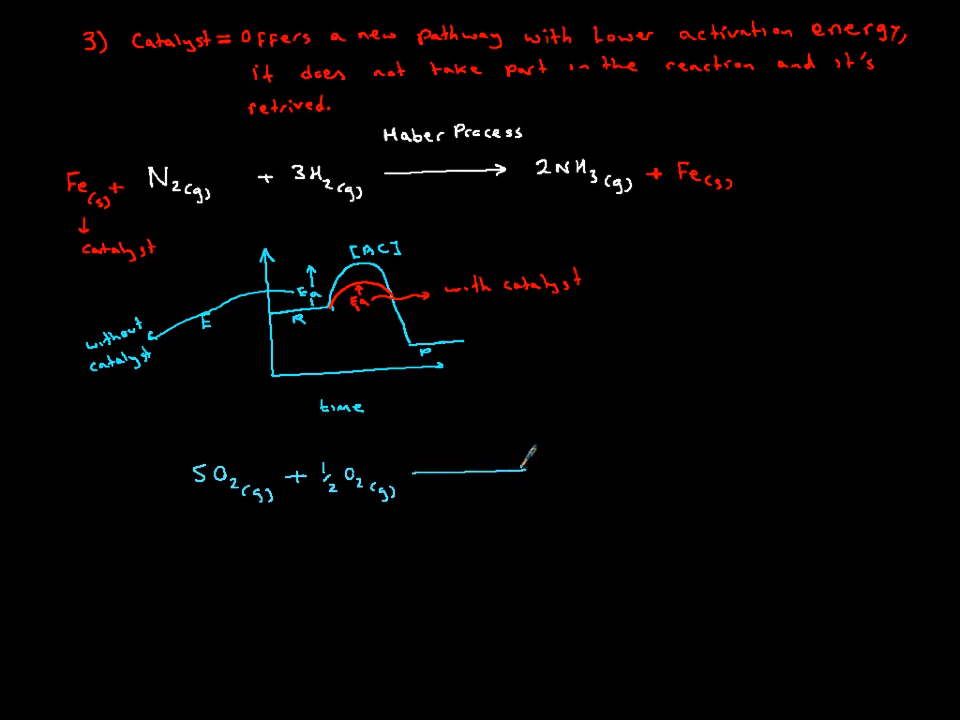 3) Catalyst = Offers a new pathway with Lower activation energy,
it does not take part in the reaction and it's
retrived.
Haber Process
Fe(s) + N2(g) + 3H2(g) → 2NH3(g) + Fe(s)
↓
catalyst
[AC]
with catalyst
Ea
Ea
R
E
without
catalyst
P
time
SO2(g) + 1/2 O2(g)